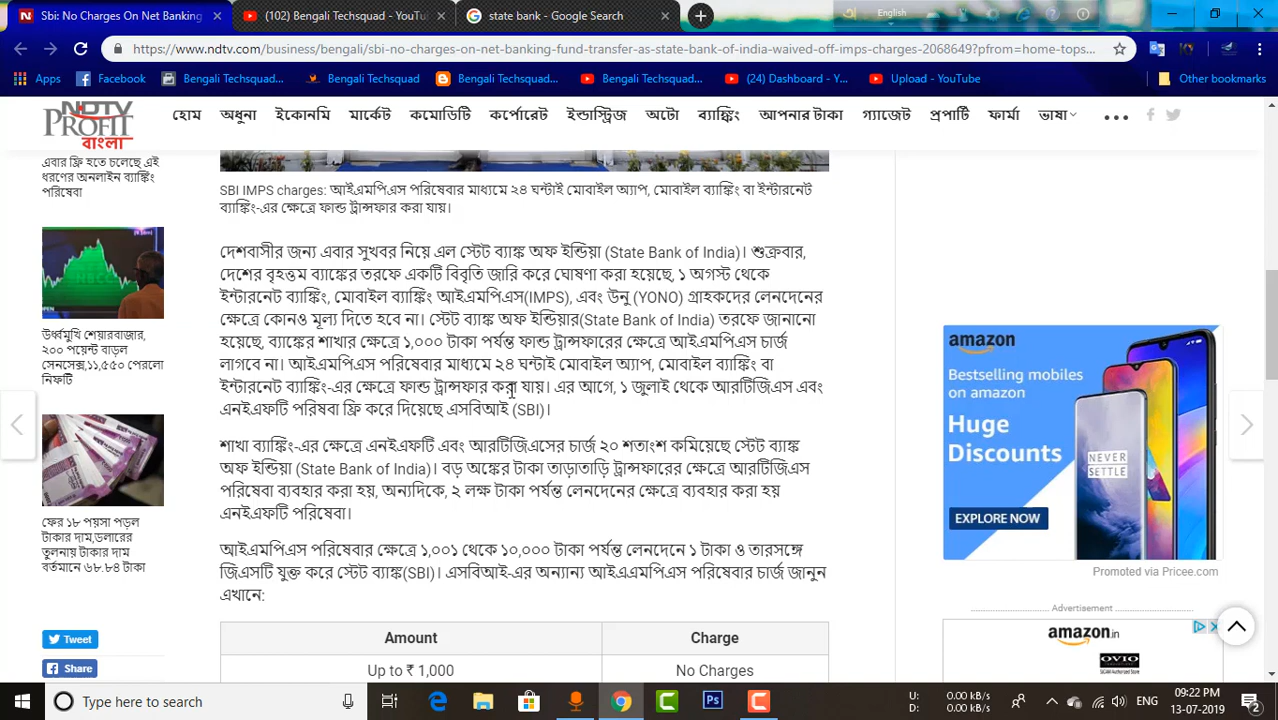 Sbi: No Charges On Net Banking
(102) Bengali Techsquad - YouTu
state bank - Google Search
English
https://www.ndtv.com/business/bengali/sbi-no-charges-on-net-banking-fund-transfer-as-state-bank-of-india-waived-off-imps-charges-2068649?pfrom=home-tops...
Apps
Facebook
Bengali Techsquad...
Bengali Techsquad
Bengali Techsquad...
Bengali Techsquad...
(24) Dashboard - Y...
Upload - YouTube
Other bookmarks
NDTV
PROFIT
বাংলা
হোম
অধুনা
ইকোনমি
মার্কেট
কমোডিটি
কর্পোরেট
ইন্ডাস্ট্রিজ
অটো
ব্যাঙ্কিং
আপনার টাকা
গ্যাজেট
প্রপার্টি
ফার্মা
ভাষা
এবার ফ্রি হতে চলেছে এই
ধরণের অনলাইন ব্যাঙ্কিং
পরিষেবা
উর্ধ্বমুখি শেয়ারবাজার,
২০০ পয়েন্ট বাড়ল
সেনসেক্স,১১,৫৫০ পেরলো
নিফটি
ফের ১৮ পয়সা পড়ল
টাকার দাম,ডলারের
তুলনায় টাকার দাম
বর্তমানে ৬৮.৪৪ টাকা
Tweet
Share
SBI IMPS charges: আইএমপিএস পরিষেবার মাধ্যমে ২৪ ঘন্টাই মোবাইল অ্যাপ, মোবাইল ব্যাঙ্কিং বা ইন্টারনেট
ব্যাঙ্কিং-এর ক্ষেত্রে ফান্ড ট্রান্সফার করা যায়।
দেশবাসীর জন্য এবার সুখবর নিয়ে এল স্টেট ব্যাঙ্ক অফ ইন্ডিয়া (State Bank of India)। শুক্রবার,
দেশের বৃহত্তম ব্যাঙ্কের তরফে একটি বিবৃতি জারি করে ঘোষণা করা হয়েছে, ১ অগস্ট থেকে
ইন্টারনেট ব্যাঙ্কিং, মোবাইল ব্যাঙ্কিং আইএমপিএস(IMPS), এবং উনু (YONO) গ্রাহকদের লেনদেনের
ক্ষেত্রে কোনও মূল্য দিতে হবে না। স্টেট ব্যাঙ্ক অফ ইন্ডিয়ার(State Bank of India) তরফে জানানো
হয়েছে, ব্যাঙ্কের শাখার ক্ষেত্রে ১,০০০ টাকা পর্যন্ত ফান্ড ট্রান্সফারের ক্ষেত্রে আইএমপিএস চার্জ
লাগবে না। আইএমপিএস পরিষেবার মাধ্যমে ২৪ ঘন্টাই মোবাইল অ্যাপ, মোবাইল ব্যাঙ্কিং বা
ইন্টারনেট ব্যাঙ্কিং-এর ক্ষেত্রে ফান্ড ট্রান্সফার করা যায়। এর আগে, ১ জুলাই থেকে আরটিজিএস এবং
এনইএফটি পরিষবা ফ্রি করে দিয়েছে এসবিআই (SBI)।
শাখা ব্যাঙ্কিং-এর ক্ষেত্রে এনইএফটি এবং আরটিজিএসের চার্জ ২০ শতাংশ কমিয়েছে স্টেট ব্যাঙ্ক
অফ ইন্ডিয়া (State Bank of India)। বড় অঙ্কের টাকা তাড়াতাড়ি ট্রান্সফারের ক্ষেত্রে আরটিজিএস
পরিষেবা ব্যবহার করা হয়, অন্যদিকে, ২ লক্ষ টাকা পর্যন্ত লেনদেনের ক্ষেত্রে ব্যবহার করা হয়
এনইএফটি পরিষেবা।
আইএমপিএস পরিষেবার ক্ষেত্রে ১,০০১ থেকে ১০,০০০ টাকা পর্যন্ত লেনদেনে ১ টাকা ও তারসঙ্গে
জিএসটি যুক্ত করে স্টেট ব্যাঙ্ক(SBI)। এসবিআই-এর অন্যান্য আইএএমপিএস পরিষেবার চার্জ জানুন
এখানে:
Amount
Charge
Up to ₹ 1,000
No Charges
amazon
Bestselling mobiles
on amazon
Huge
Discounts
NEVER
SETTLE
EXPLORE NOW
Promoted via Pricee.com
Advertisement
amazon.in
OVIO
Type here to search
U: 0.00 kB/s
D: 0.00 kB/s
ENG
09:22 PM
13-07-2019
2